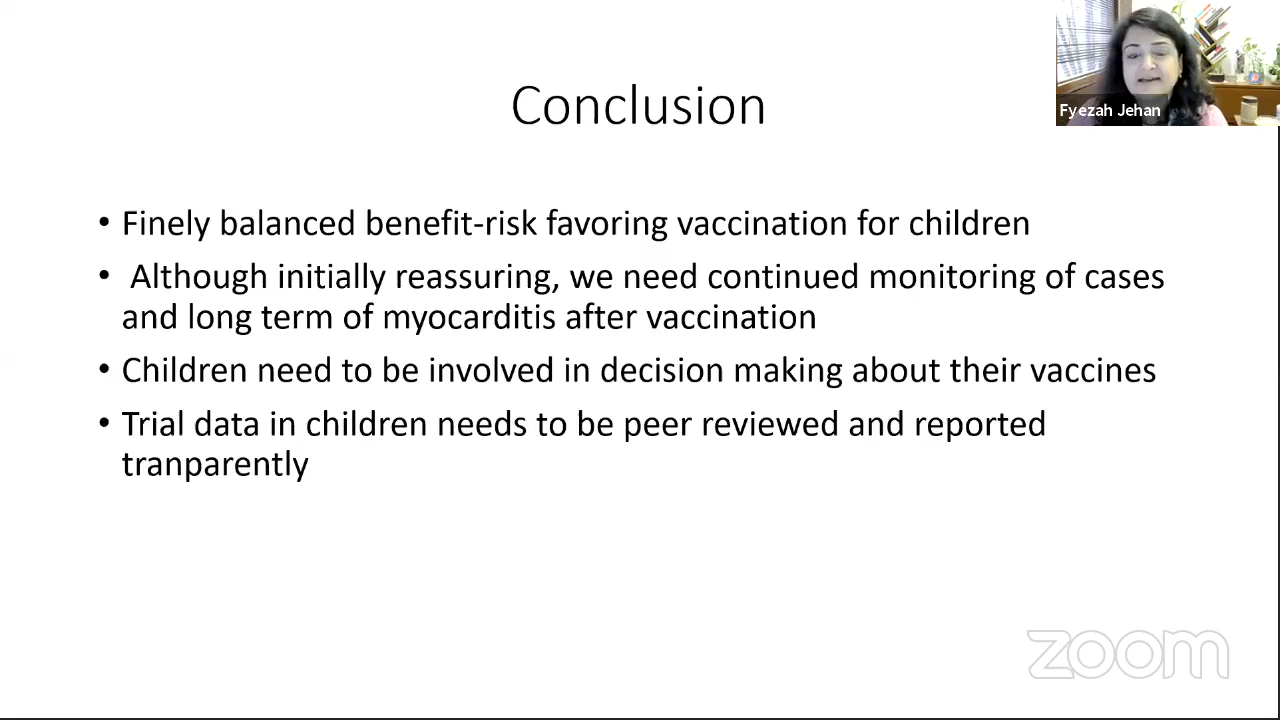 Conclusion
Fyezah Jehan
• Finely balanced benefit-risk favoring vaccination for children
• Although initially reassuring, we need continued monitoring of cases
and long term of myocarditis after vaccination
• Children need to be involved in decision making about their vaccines
• Trial data in children needs to be peer reviewed and reported
tranparently
zoom